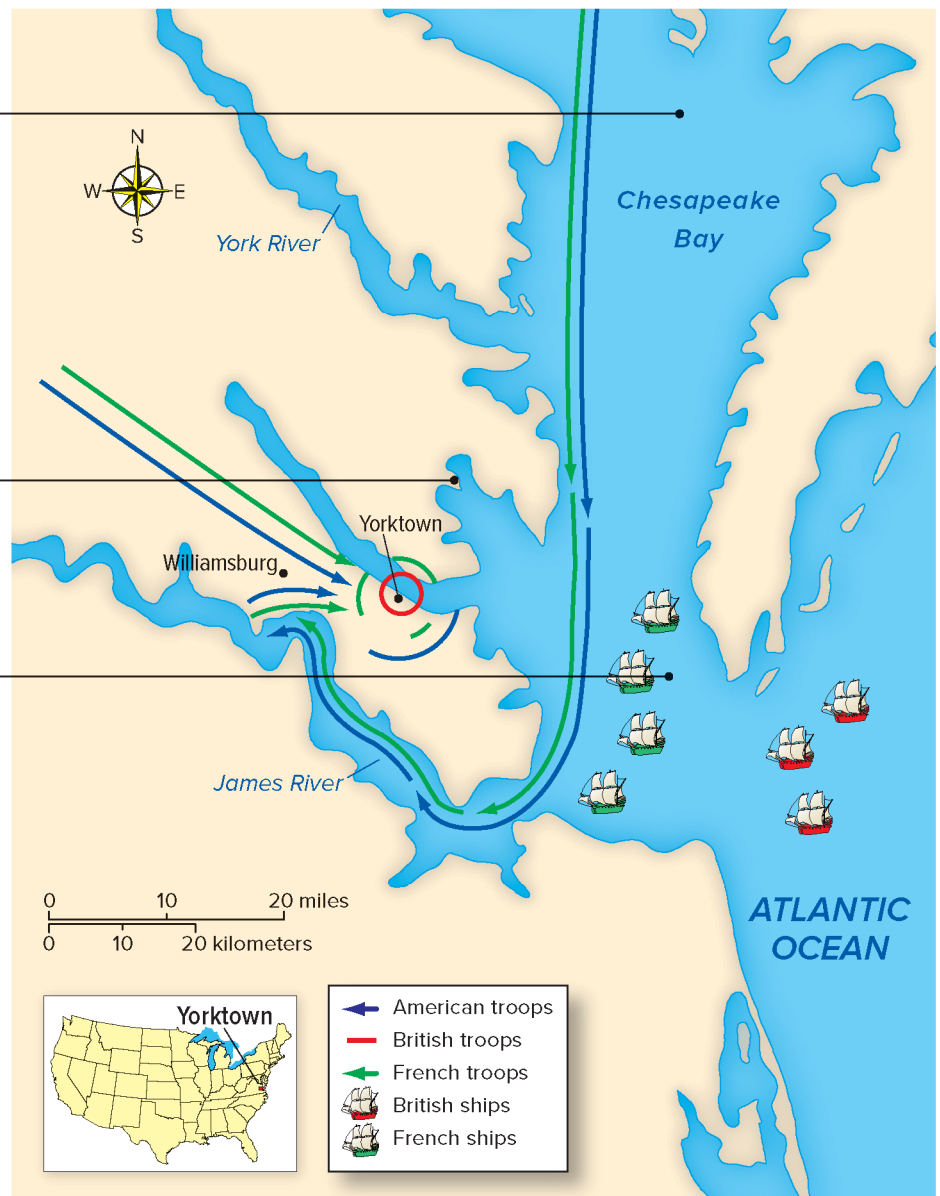 N
W E
S
York River
Chesapeake
Bay
Yorktown
Williamsburg
James River
0 10 20 miles
0 10 20 kilometers
ATLANTIC
OCEAN
Yorktown
American troops
British troops
French troops
British ships
French ships